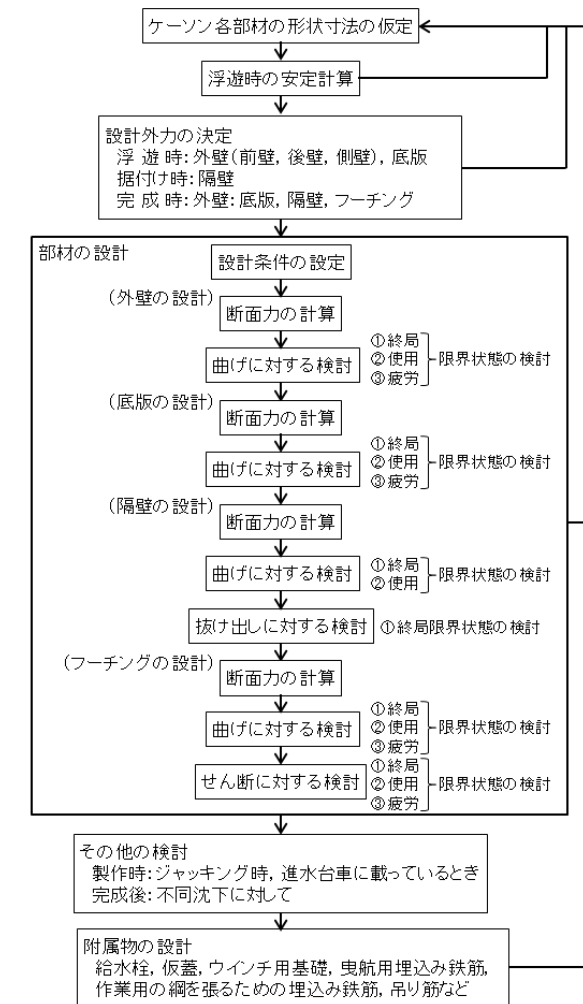 ケーソン各部材の形状寸法の仮定
浮遊時の安定計算
設計外力の決定
浮 遊 時:外壁(前壁, 後壁, 側壁), 底版
据付け時:隔壁
完 成 時:外壁:底版, 隔壁, フーチング
部材の設計
設計条件の設定
(外壁の設計)
断面力の計算
曲げに対する検討
①終局
②使用
③疲労
限界状態の検討
(底版の設計)
断面力の計算
曲げに対する検討
①終局
②使用
③疲労
限界状態の検討
(隔壁の設計)
断面力の計算
曲げに対する検討
①終局
②使用
限界状態の検討
抜け出しに対する検討
①終局限界状態の検討
(フーチングの設計)
断面力の計算
曲げに対する検討
①終局
②使用
③疲労
限界状態の検討
せん断に対する検討
①終局
②使用
③疲労
限界状態の検討
その他の検討
製作時:ジャッキング時, 進水台車に載っているとき
完成後:不同沈下に対して
附属物の設計
給水栓, 仮蓋, ウインチ用基礎, 曳航用埋込み鉄筋,
作業用の綱を張るための埋込み鉄筋, 吊り筋など